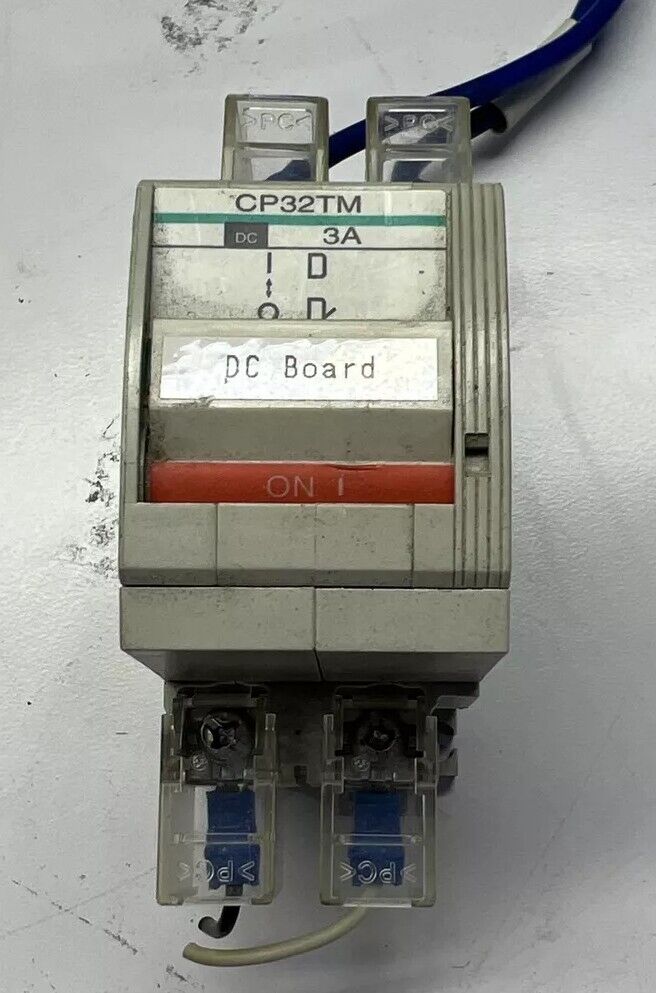 >PC< >PC<
CP32TM
DC 3A
I
O
DC Board
ON I
>PC< >PC<